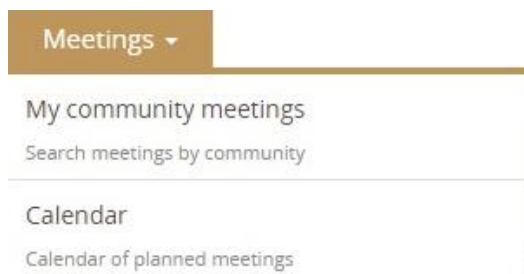 Meetings
My community meetings
Search meetings by community
Calendar
Calendar of planned meetings